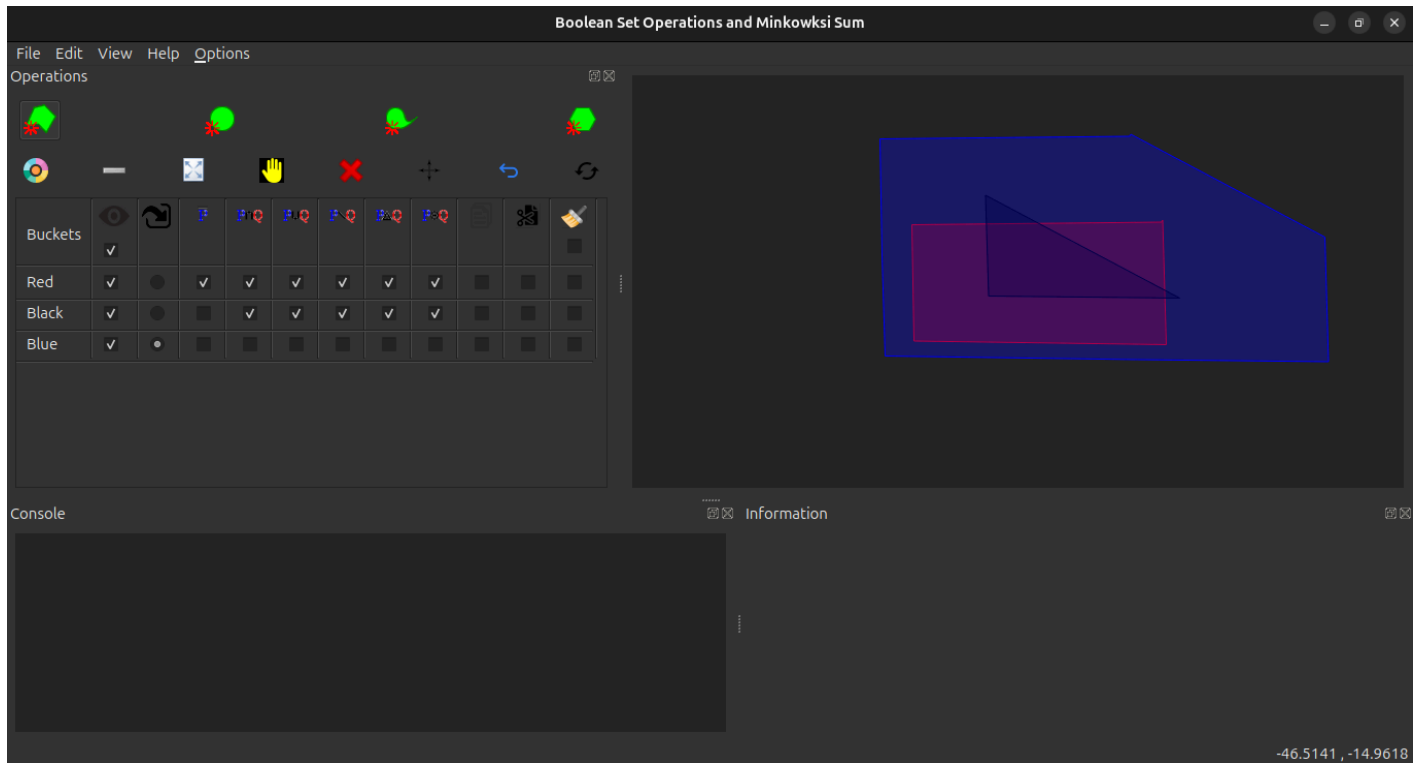 Boolean Set Operations and Minkowksi Sum
File Edit View Help Options
Operations
Buckets
Red
Black
Blue
Console
Information
-46.5141 , -14.9618